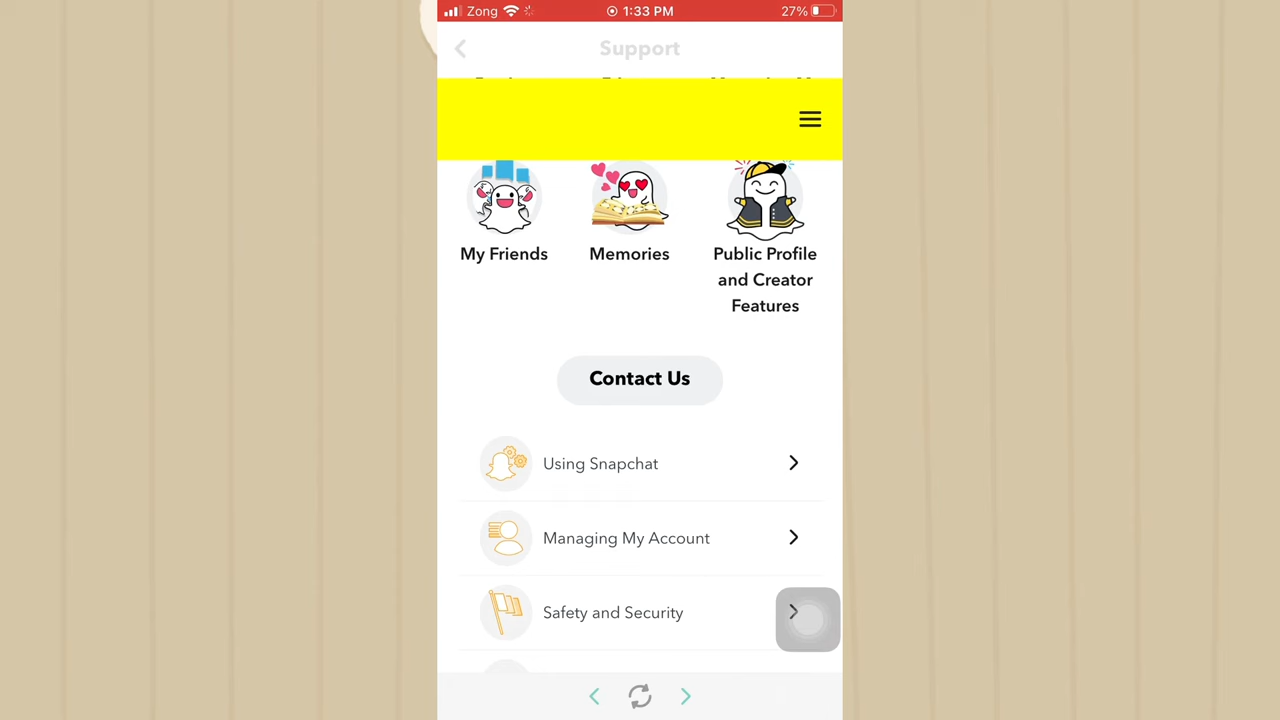 Zong 1:33 PM 27%
Support
My Friends Memories Public Profile
and Creator
Features
Contact Us
Using Snapchat
Managing My Account
Safety and Security